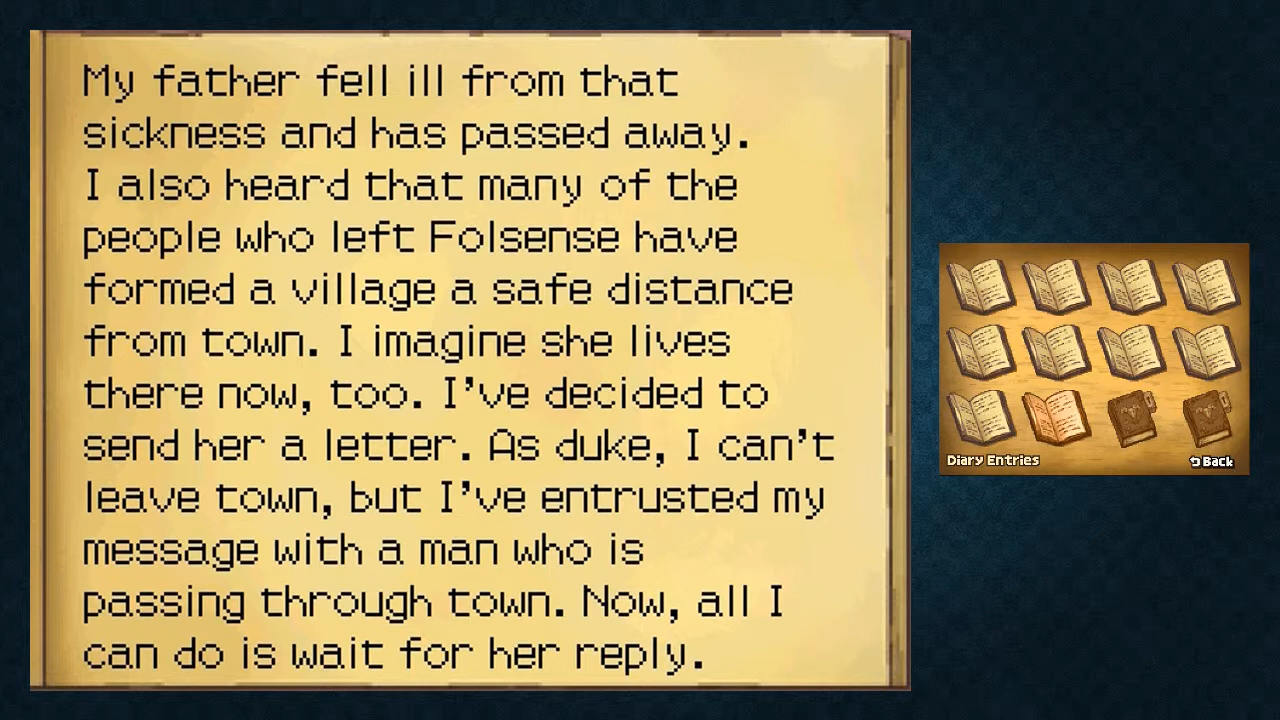 My father fell ill from that
sickness and has passed away.
I also heard that many of the
people who left Folsense have
formed a village a safe distance
from town. I imagine she lives
there now, too. I've decided to
send her a letter. As duke, I can't
leave town, but I've entrusted my
message with a man who is
passing through town. Now, all I
can do is wait for her reply.
Diary Entries
Back